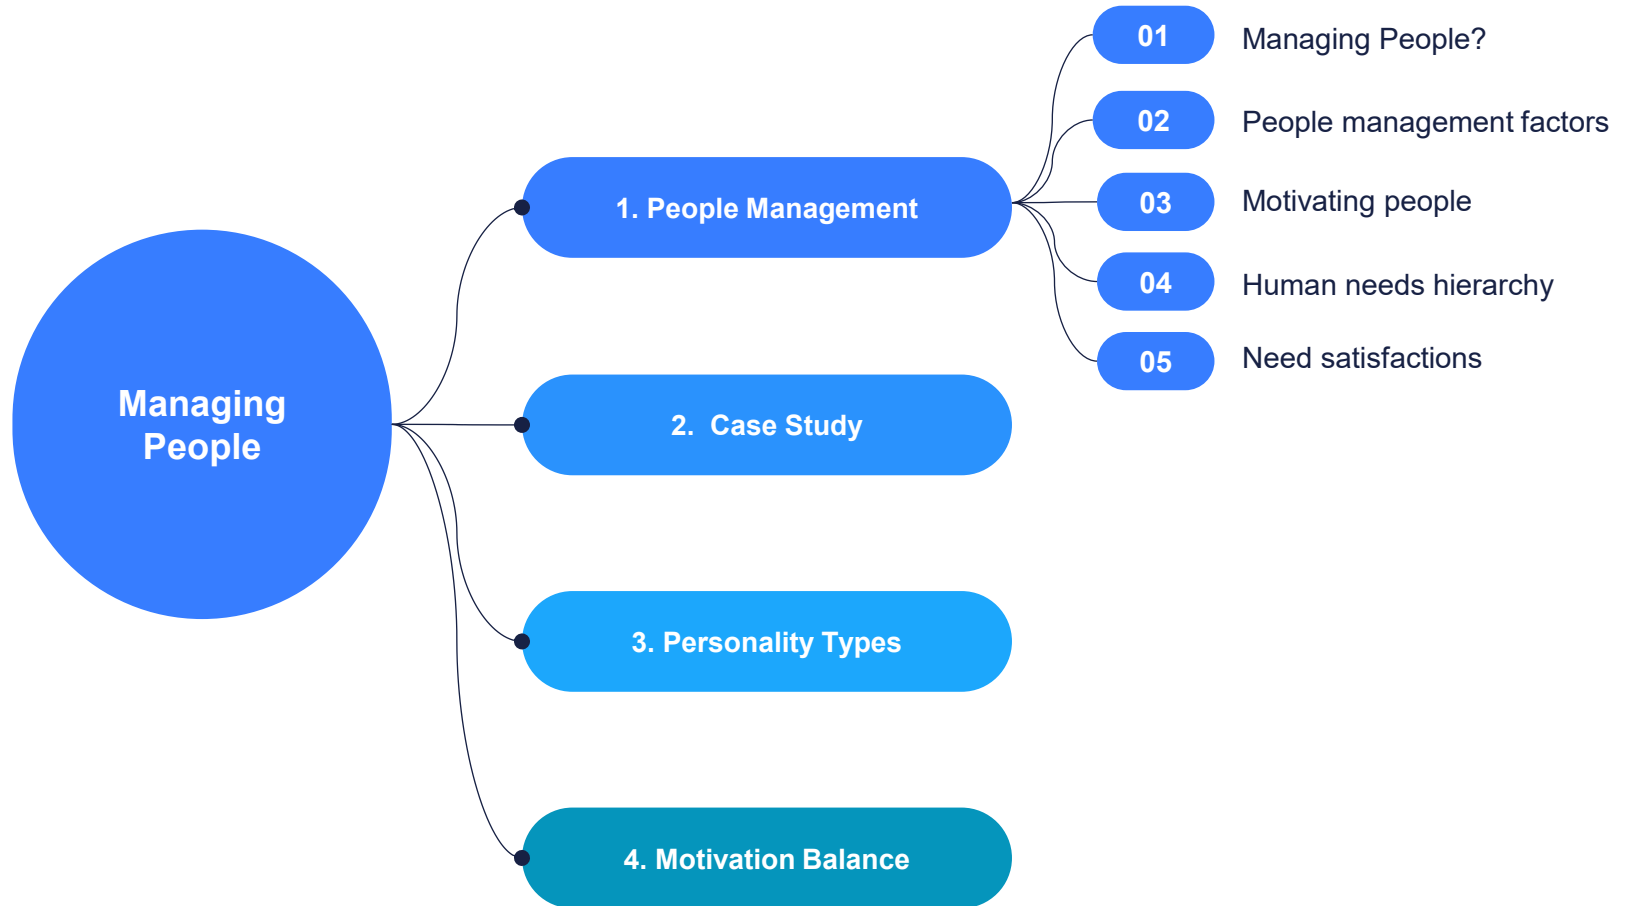 Managing
People
1. People Management
01 Managing People?
02 People management factors
03 Motivating people
04 Human needs hierarchy
05 Need satisfactions
2. Case Study
3. Personality Types
4. Motivation Balance